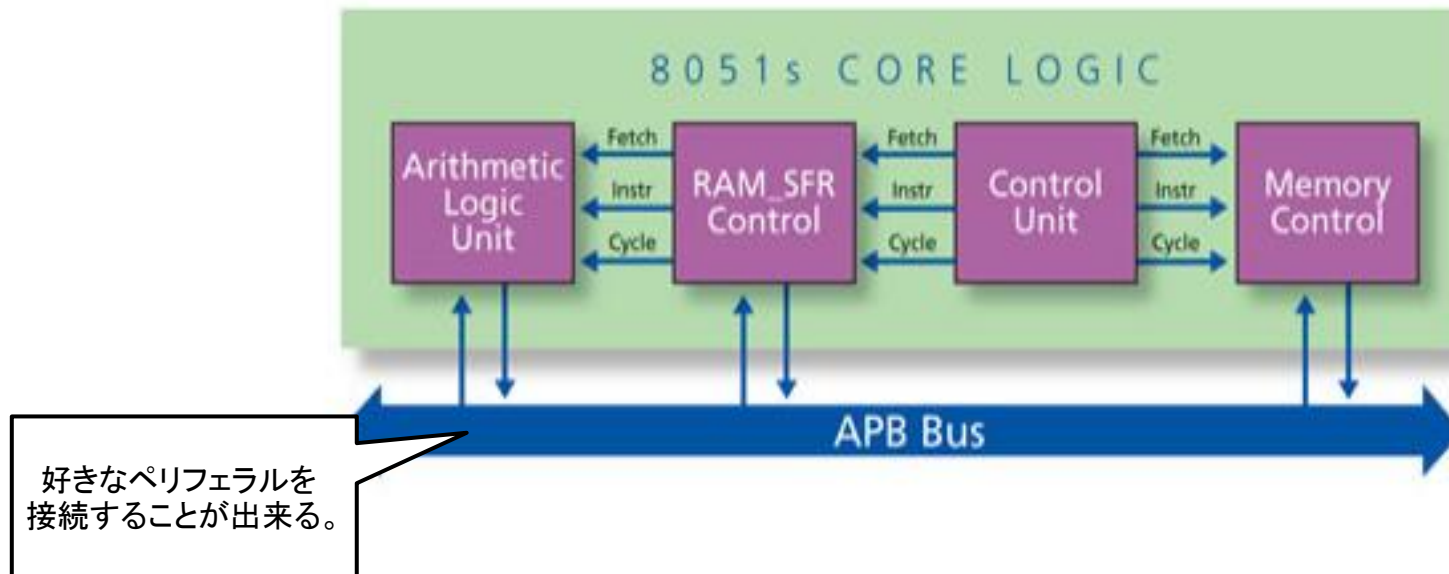 8051s CORE LOGIC
Arithmetic
Logic
Unit
Fetch
Instr
Cycle
RAM_SFR
Control
Fetch
Instr
Cycle
Control
Unit
Fetch
Instr
Cycle
Memory
Control
APB Bus
好きなペリフェラルを
接続することが出来る。